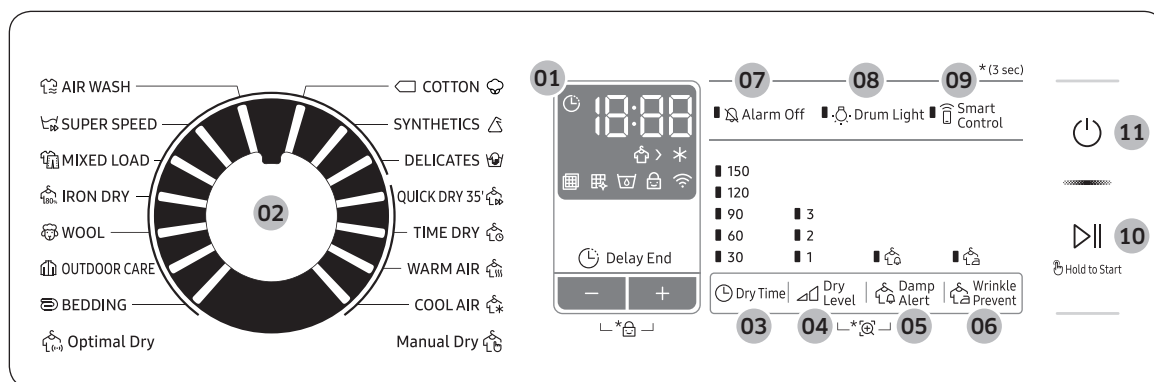 AIR WASH
SUPER SPEED
MIXED LOAD
IRON DRY
180%
WOOL
OUTDOOR CARE
BEDDING
Optimal Dry
02
COTTON
SYNTHETICS
DELICATES
QUICK DRY 35'
TIME DRY
WARM AIR
COOL AIR
Manual Dry
01
18:88
Delay End
− +
*
07 08 09 *(3 sec)
Alarm Off Drum Light Smart
Control
150
120
90 3
60 2
30 1
Dry Time Dry Level Damp Alert Wrinkle Prevent
*
03 04 05 06
11
10
Hold to Start